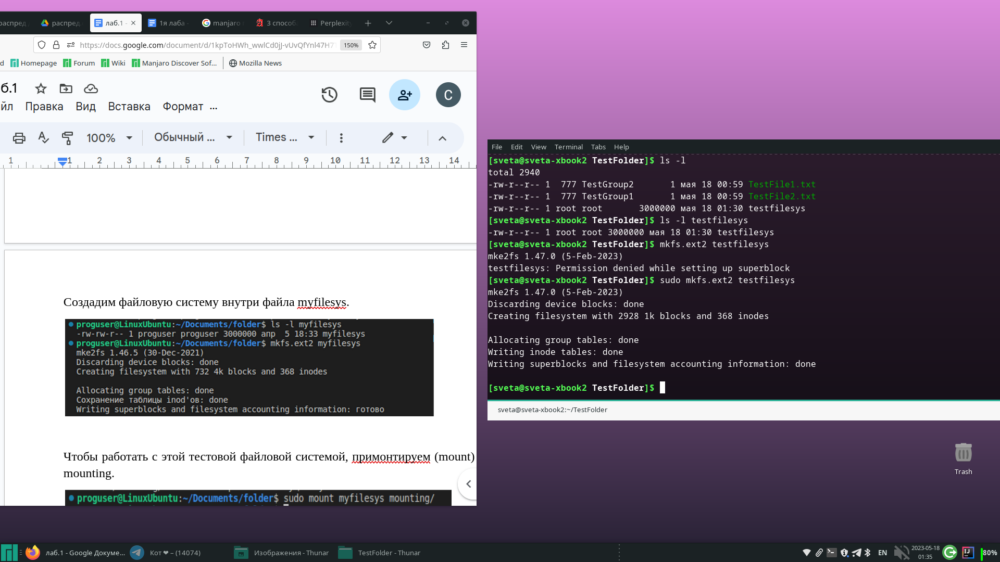 распред
распред.
лаб.1 -
1я лаба -
manjaro
3 способ
Perplexity
https://docs.google.com/document/d/1kpToHWh_wwlCd0jJ-vUvQfYnl47H7
150%
d
Homepage
Forum
Wiki
Manjaro Discover Sof...
Mozilla News
б.1
C
йл Правка Вид Вставка Формат ...
100%
Обычный ...
Times ...
1 1 2 3 4 5 6 7 8 9 10 11 12 13 14
Создадим файловую систему внутри файла myfilesys.
proguser@LinuxUbuntu:~/Documents/folder$ ls -l myfilesys
-rw-rw-r-- 1 proguser proguser 3000000 апр  5 18:33 myfilesys
proguser@LinuxUbuntu:~/Documents/folder$ mkfs.ext2 myfilesys
mke2fs 1.46.5 (30-Dec-2021)
Discarding device blocks: done
Creating filesystem with 732 4k blocks and 368 inodes
Allocating group tables: done
Сохранение таблицы inod'ов: done
Writing superblocks and filesystem accounting information: готово
Чтобы работать с этой тестовой файловой системой, примонтируем (mount)
mounting.
proguser@LinuxUbuntu:~/Documents/folder$ sudo mount myfilesys mounting/
File Edit View Terminal Tabs Help
[sveta@sveta-xbook2 TestFolder]$ ls -l
total 2940
-rw-r--r-- 1  777 TestGroup2       1 мая 18 00:59 TestFile1.txt
-rw-r--r-- 1  777 TestGroup1       1 мая 18 00:59 TestFile2.txt
-rw-r--r-- 1 root root       3000000 мая 18 01:30 testfilesys
[sveta@sveta-xbook2 TestFolder]$ ls -l testfilesys
-rw-r--r-- 1 root root 3000000 мая 18 01:30 testfilesys
[sveta@sveta-xbook2 TestFolder]$ mkfs.ext2 testfilesys
mke2fs 1.47.0 (5-Feb-2023)
testfilesys: Permission denied while setting up superblock
[sveta@sveta-xbook2 TestFolder]$ sudo mkfs.ext2 testfilesys
mke2fs 1.47.0 (5-Feb-2023)
Discarding device blocks: done
Creating filesystem with 2928 1k blocks and 368 inodes
Allocating group tables: done
Writing inode tables: done
Writing superblocks and filesystem accounting information: done
[sveta@sveta-xbook2 TestFolder]$
sveta@sveta-xbook2:~/TestFolder
Trash
лаб.1 - Google Докуме...
Кот ❤ – (14074)
Изображения - Thunar
TestFolder - Thunar
EN
2023-05-18
01:35
IJ
80%